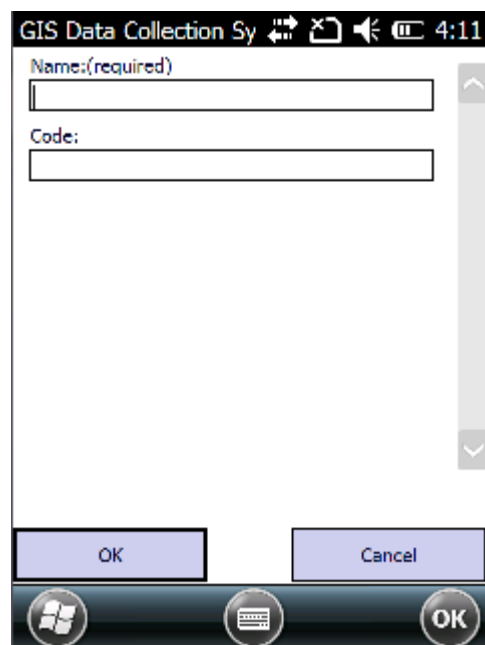 GIS Data Collection Sy 4:11
Name:(required)
Code:
OK Cancel
OK